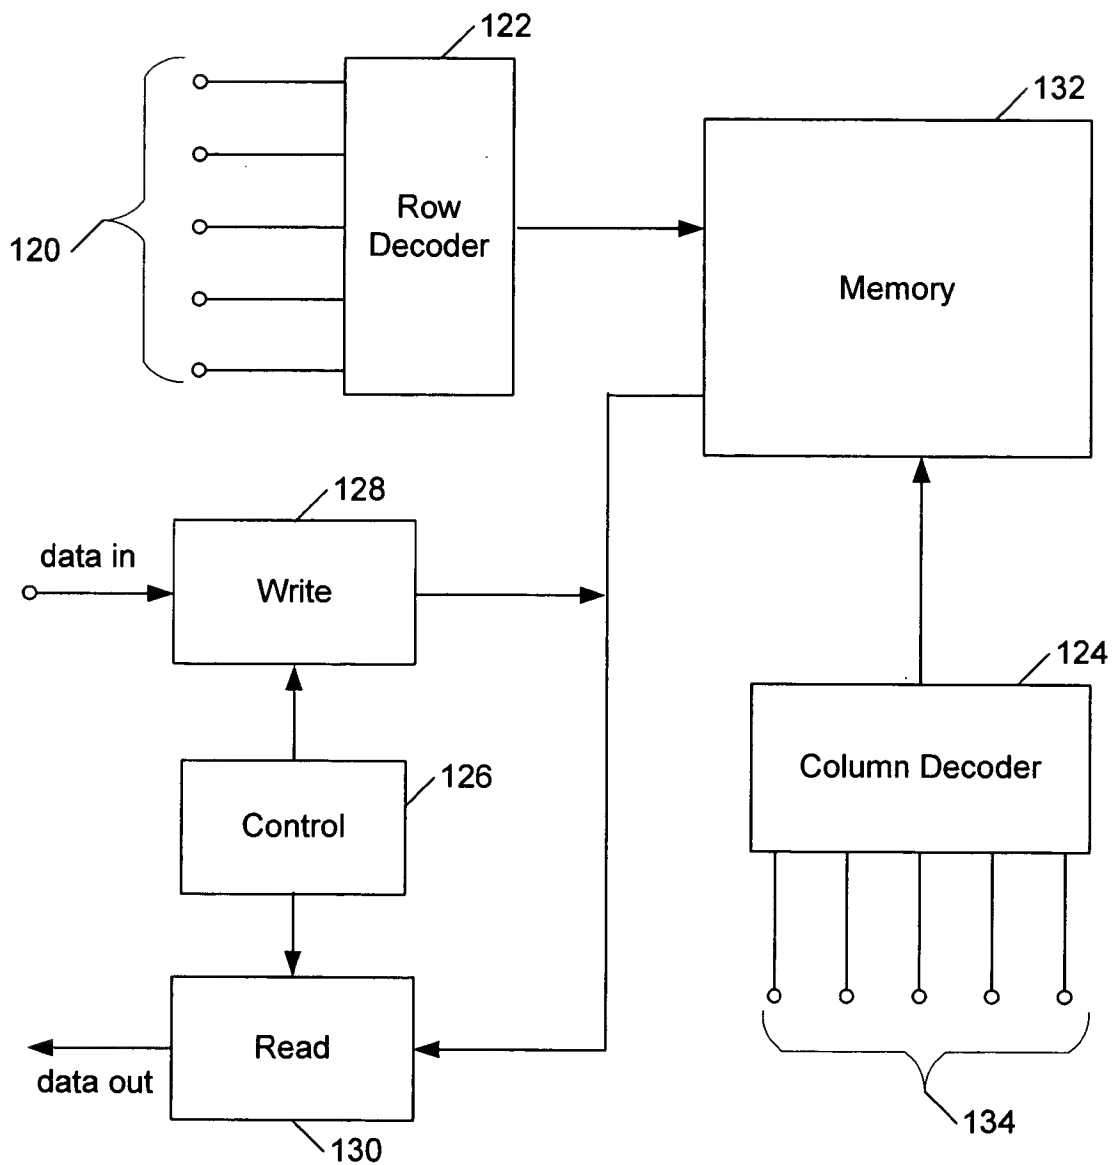 122
132
120
Row
Decoder
Memory
128
data in
Write
124
126
Column Decoder
Control
Read
data out
134
130